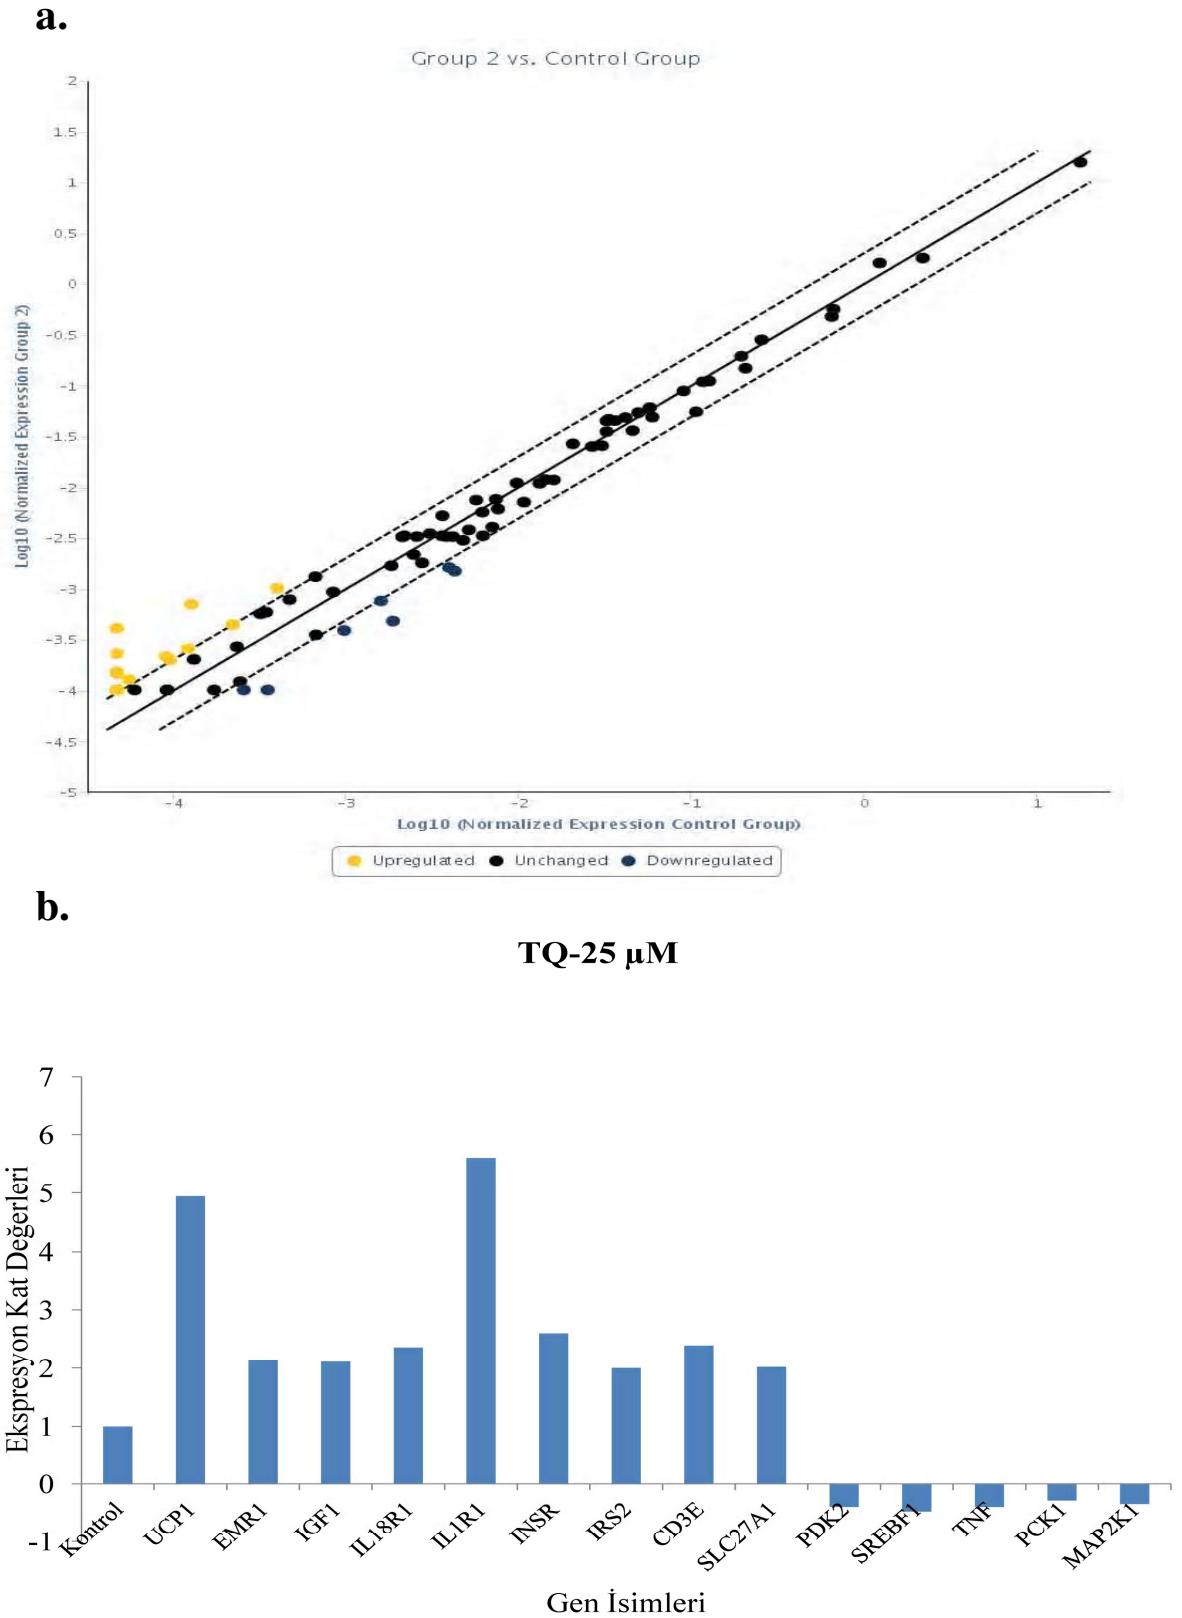 a.
Group 2 vs. Control Group
2
1.5
1
0.5
0
-0.5
-1
-1.5
-2
-2.5
-3
-3.5
-4
-4.5
-5
Log10 (Normalized Expression Group 2)
-4 -3 -2 -1 0 1
Log10 (Normalized Expression Control Group)
Upregulated Unchanged Downregulated
b.
TQ-25 µM
7
6
5
4
3
2
1
0
-1
Ekspresyon Kat Değerleri
Kontrol UCP1 EMR1 IGF1 IL18R1 IL1R1 INSR IRS2 CD3E SLC27A1 PDK2 SREBF1 TNF PCK1 MAP2K1
Gen İsimleri